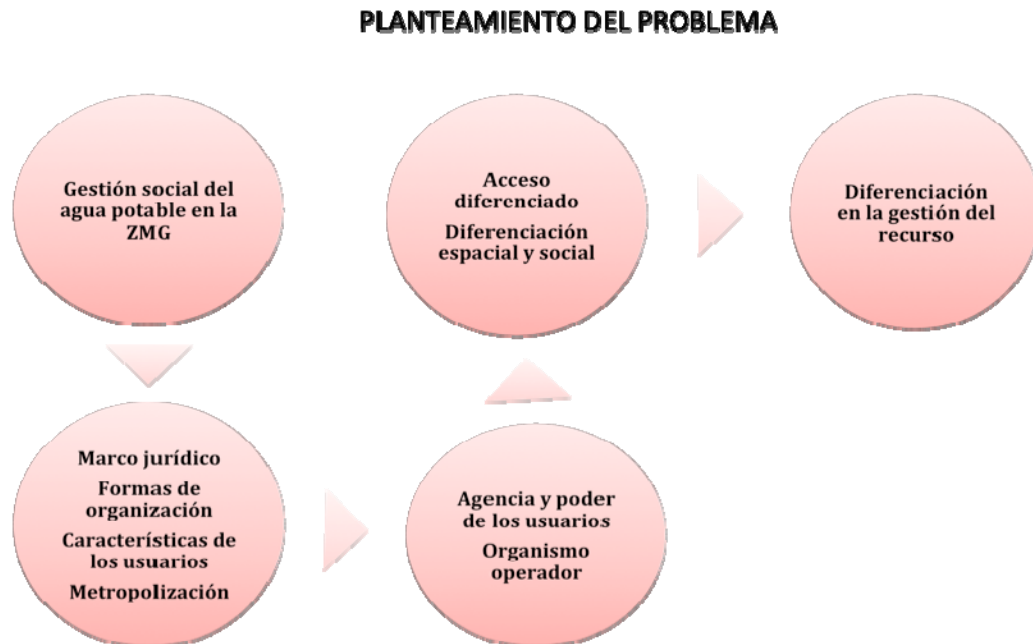 PLANTEAMIENTO DEL PROBLEMA
Gestión social del
agua potable en la
ZMG
Marco jurídico
Formas de
organización
Características de
los usuarios
Metropolización
Agencia y poder
de los usuarios
Organismo
operador
Acceso
diferenciado
Diferenciación
espacial y social
Diferenciación
en la gestión del
recurso